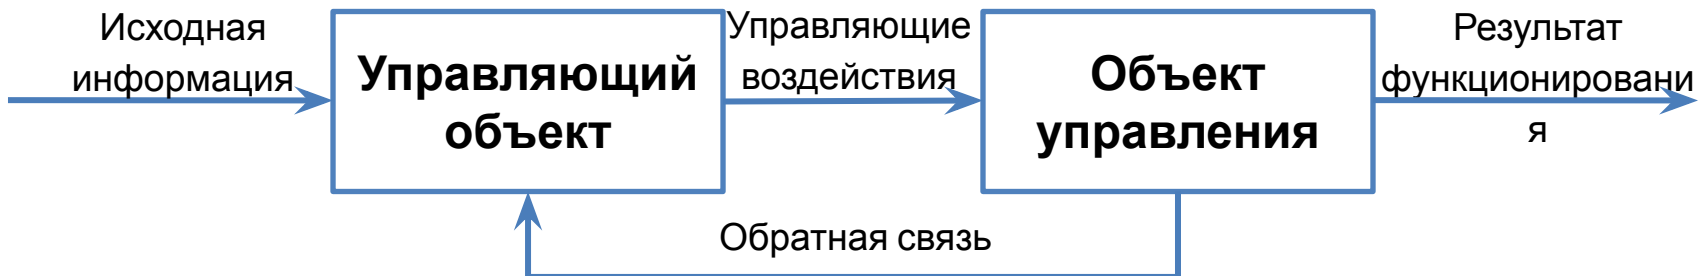 Исходная
информация
Управляющий
объект
Управляющие
воздействия
Объект
управления
Результат
функционировани
я
Обратная связь